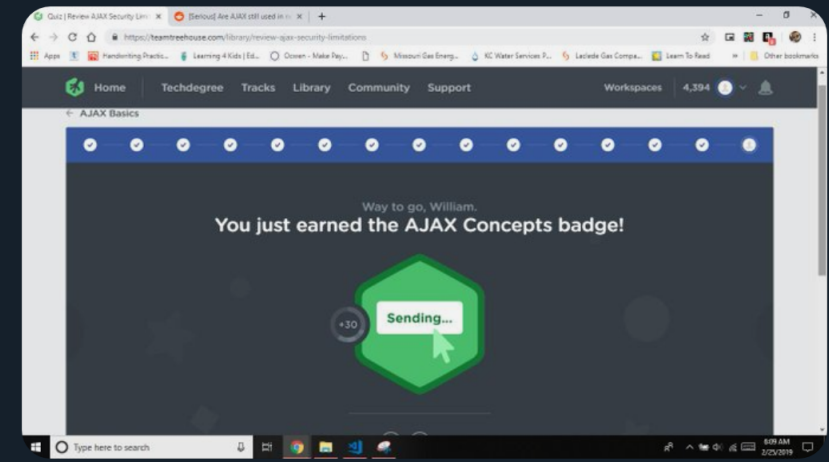 Quiz | Review AJAX Security Lim
[Serious] Are AJAX still used in re
https://teamtreehouse.com/library/review-ajax-security-limitations
Apps
Handwriting Practic...
Learning 4 Kids | Ed...
Ocwen - Make Pay...
Missouri Gas Energ...
KC Water Services P...
Laclede Gas Compa...
Learn To Read
Other bookmarks
Home Techdegree Tracks Library Community Support Workspaces 4,394
← AJAX Basics
Way to go, William.
You just earned the AJAX Concepts badge!
+30
Sending...
Type here to search
6:09 AM
2/25/2019